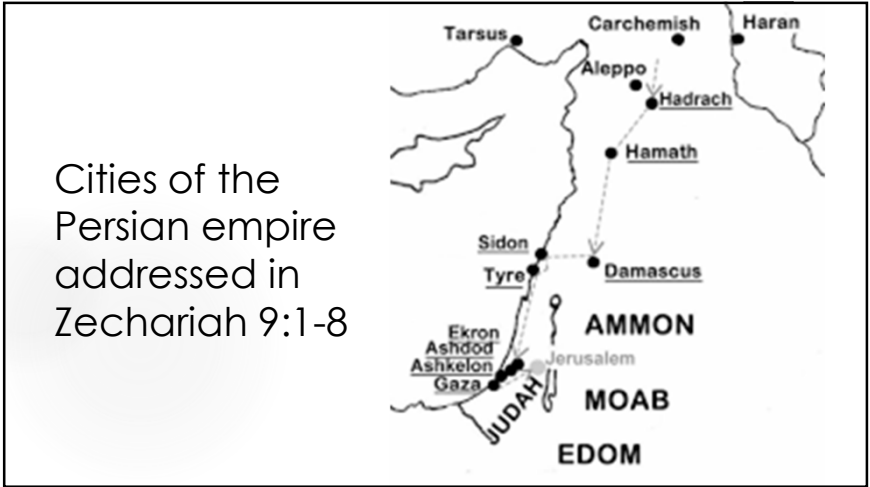 Cities of the
Persian empire
addressed in
Zechariah 9:1-8
Tarsus
Carchemish
Haran
Aleppo
Hadrach
Hamath
Sidon
Tyre
Damascus
AMMON
Ekron
Ashdod
Ashkelon
Gaza
Jerusalem
JUDAH
MOAB
EDOM